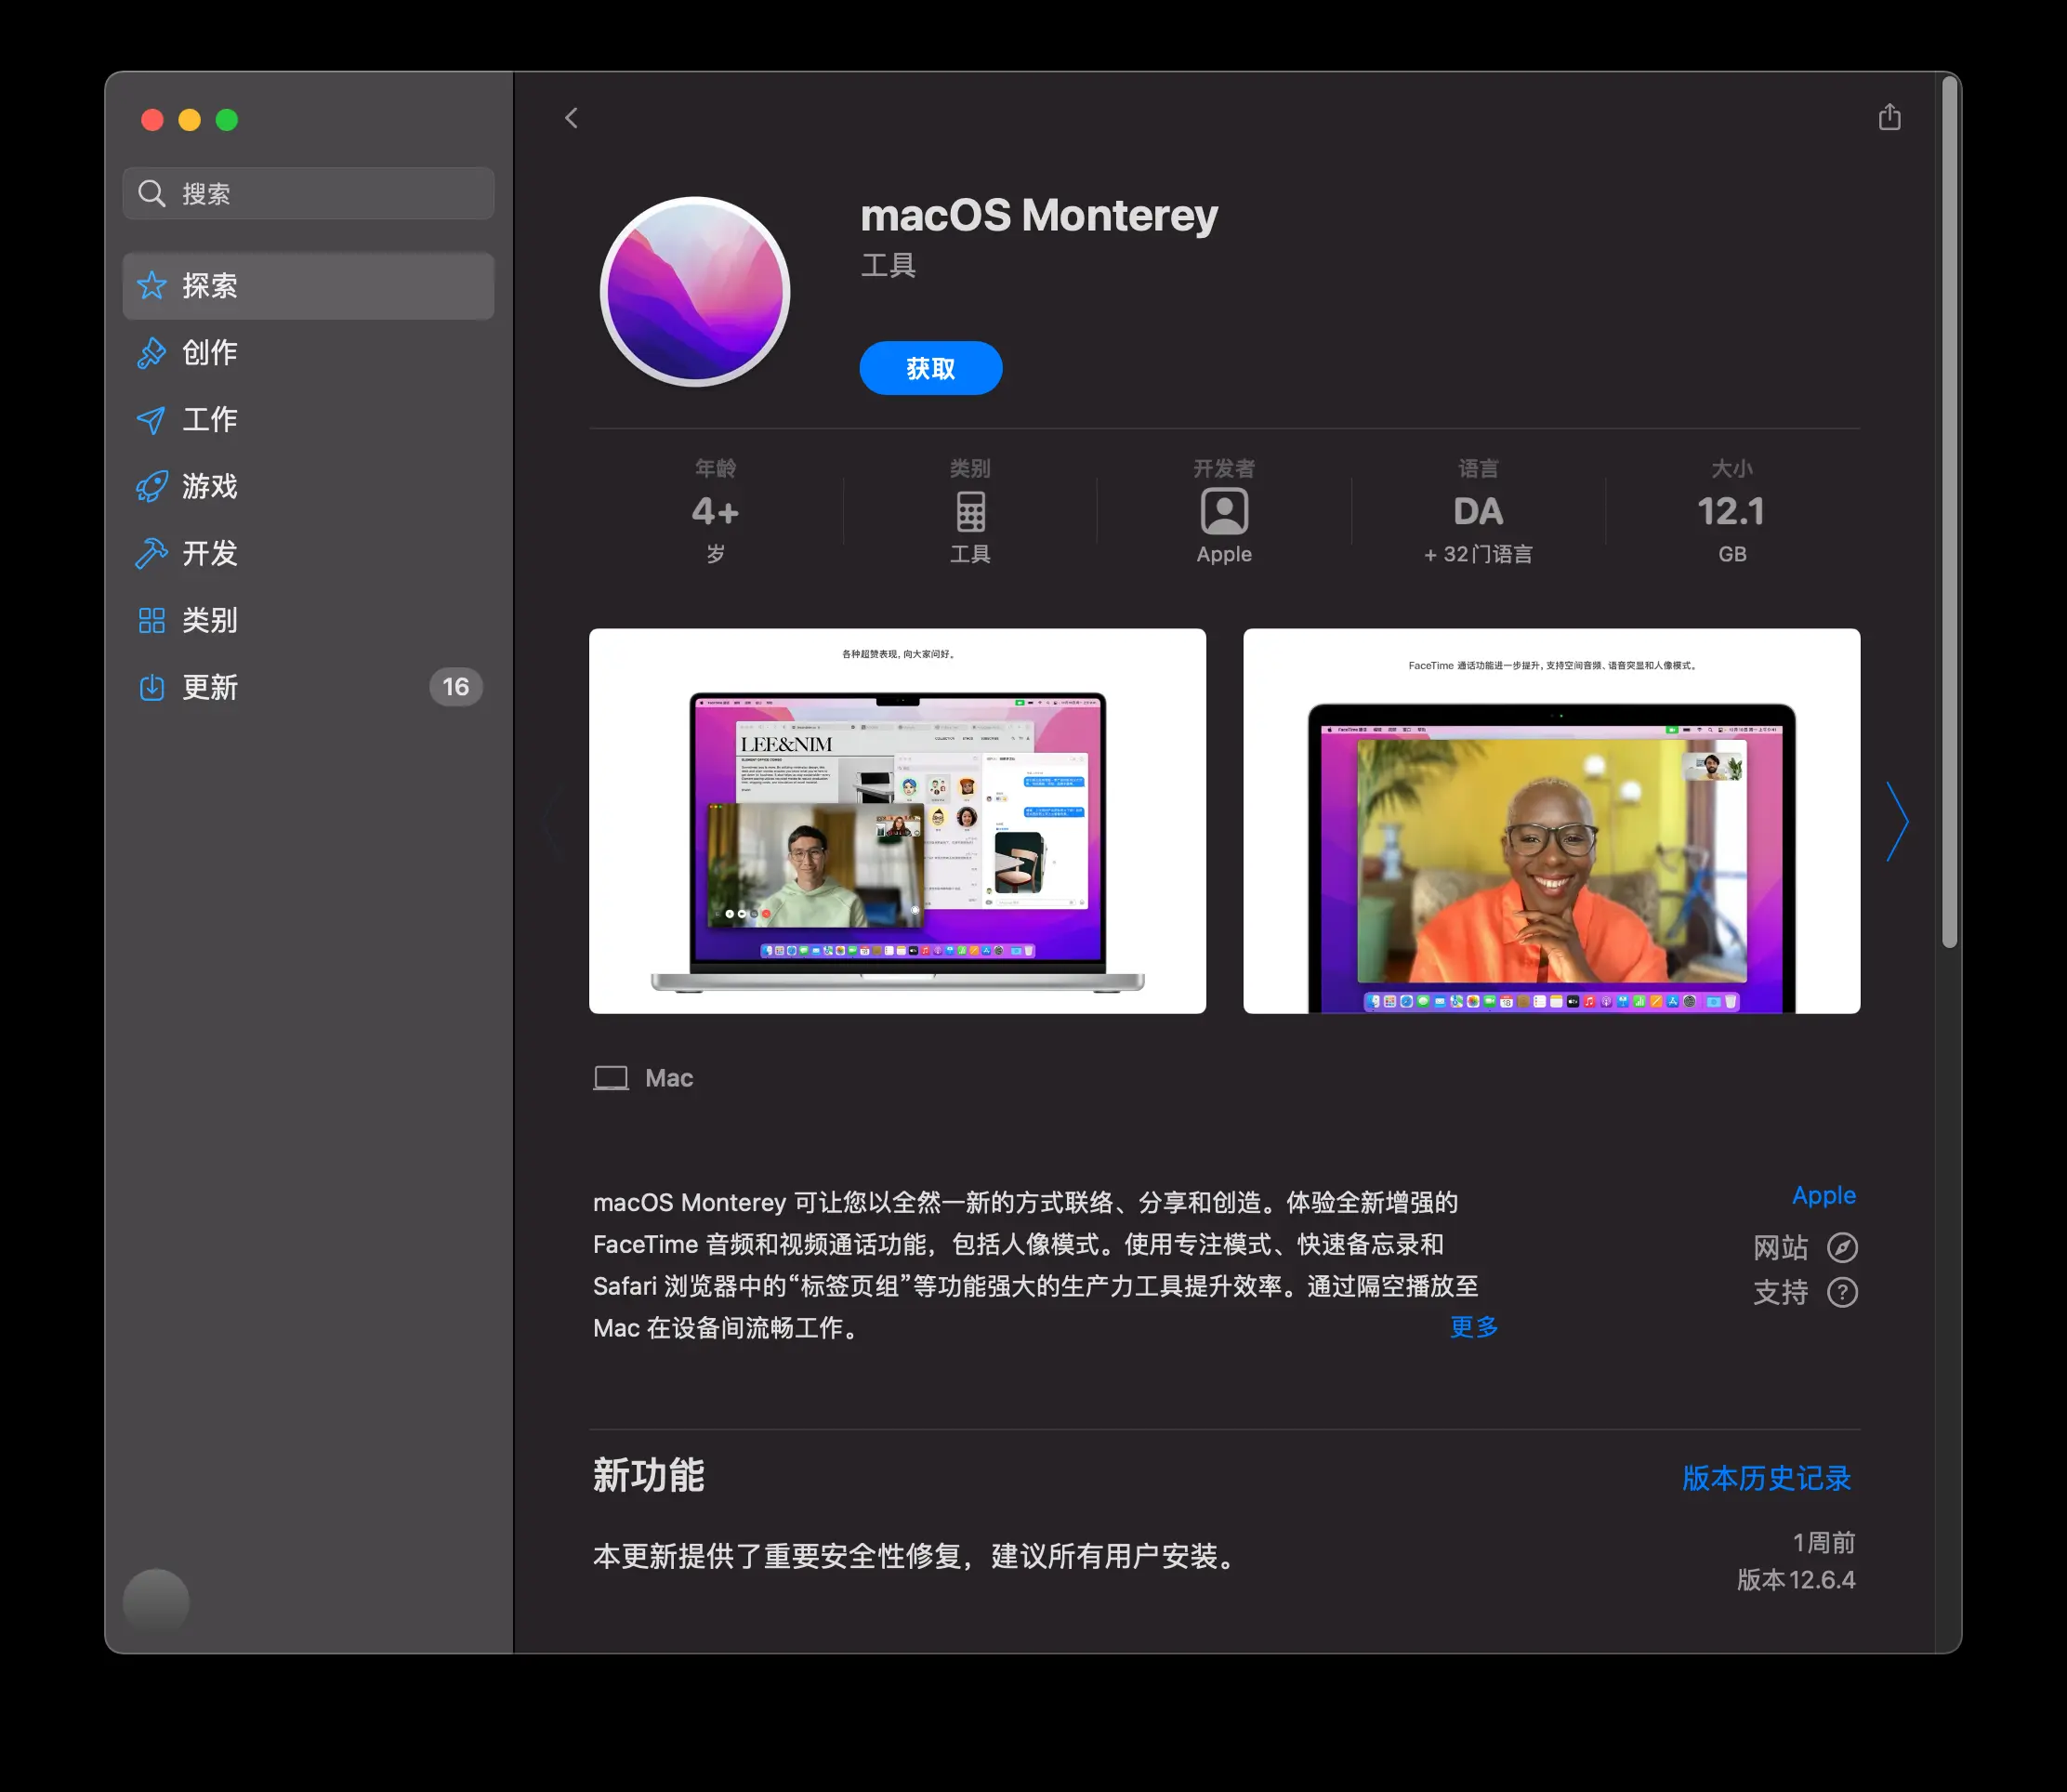 搜索
探索
创作
工作
游戏
开发
类别
更新
16
macOS Monterey
工具
获取
年龄
4+
岁
类别
工具
开发者
Apple
语言
DA
+ 32门语言
大小
12.1
GB
各种超赞表现，向大家问好。
LEE&NIM
FaceTime 通话功能进一步提升，支持空间音频、语音突显和人像模式。
Mac
macOS Monterey 可让您以全然一新的方式联络、分享和创造。体验全新增强的
FaceTime 音频和视频通话功能，包括人像模式。使用专注模式、快速备忘录和
Safari 浏览器中的“标签页组”等功能强大的生产力工具提升效率。通过隔空播放至
Mac 在设备间流畅工作。
更多
Apple
网站
支持
新功能
版本历史记录
本更新提供了重要安全性修复，建议所有用户安装。
1周前
版本 12.6.4